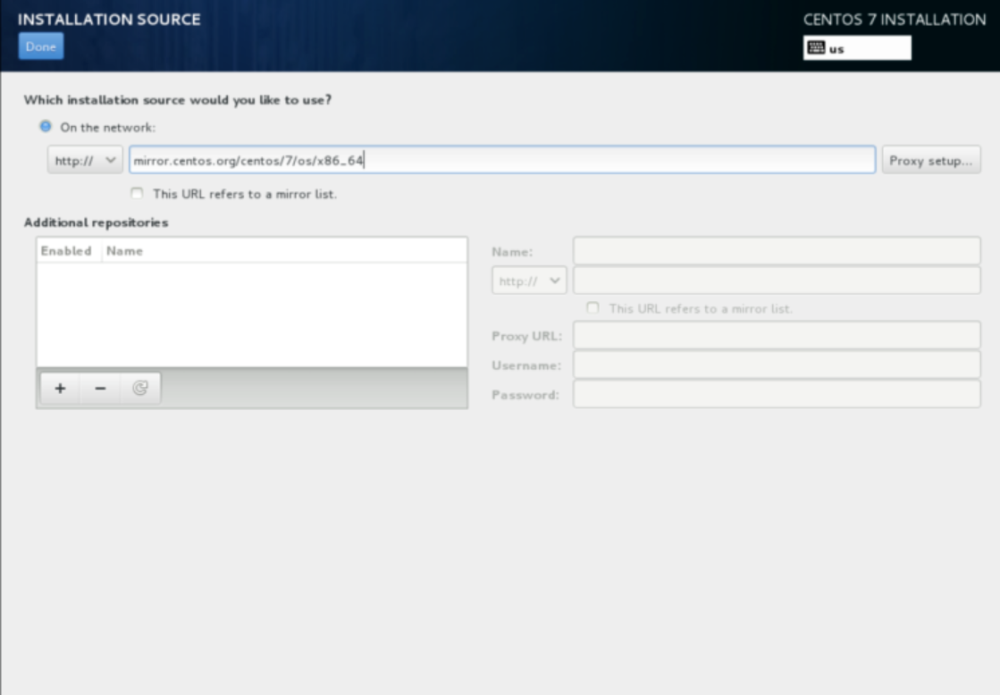 INSTALLATION SOURCE
CENTOS 7 INSTALLATION
Done
us
Which installation source would you like to use?
On the network:
http://
mirror.centos.org/centos/7/os/x86_64
Proxy setup...
This URL refers to a mirror list.
Additional repositories
Enabled Name
Name:
http://
This URL refers to a mirror list.
Proxy URL:
Username:
Password:
+ −